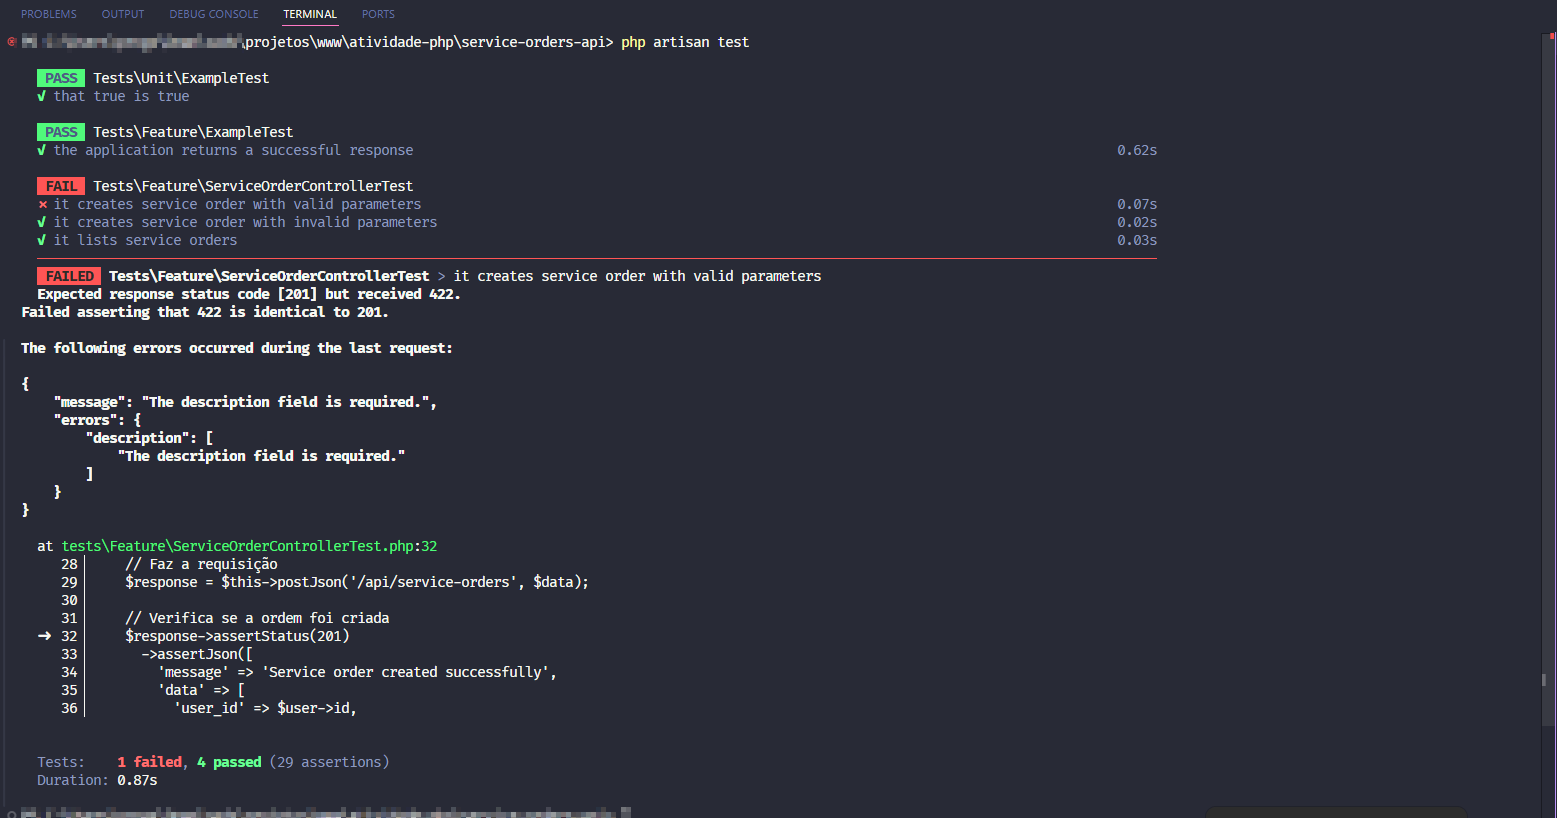 PROBLEMS OUTPUT DEBUG CONSOLE TERMINAL PORTS
\projetos\www\atividade-php\service-orders-api> php artisan test
PASS Tests\Unit\ExampleTest
✓ that true is true
PASS Tests\Feature\ExampleTest
✓ the application returns a successful response 0.62s
FAIL Tests\Feature\ServiceOrderControllerTest
⨯ it creates service order with valid parameters 0.07s
✓ it creates service order with invalid parameters 0.02s
✓ it lists service orders 0.03s
FAILED Tests\Feature\ServiceOrderControllerTest > it creates service order with valid parameters
Expected response status code [201] but received 422.
Failed asserting that 422 is identical to 201.
The following errors occurred during the last request:
{
"message": "The description field is required.",
"errors": {
"description": [
"The description field is required."
]
}
}
at tests\Feature\ServiceOrderControllerTest.php:32
28 // Faz a requisição
29 $response = $this->postJson('/api/service-orders', $data);
30
31 // Verifica se a ordem foi criada
➜ 32 $response->assertStatus(201)
33 ->assertJson([
34 'message' => 'Service order created successfully',
35 'data' => [
36 'user_id' => $user->id,
Tests: 1 failed, 4 passed (29 assertions)
Duration: 0.87s